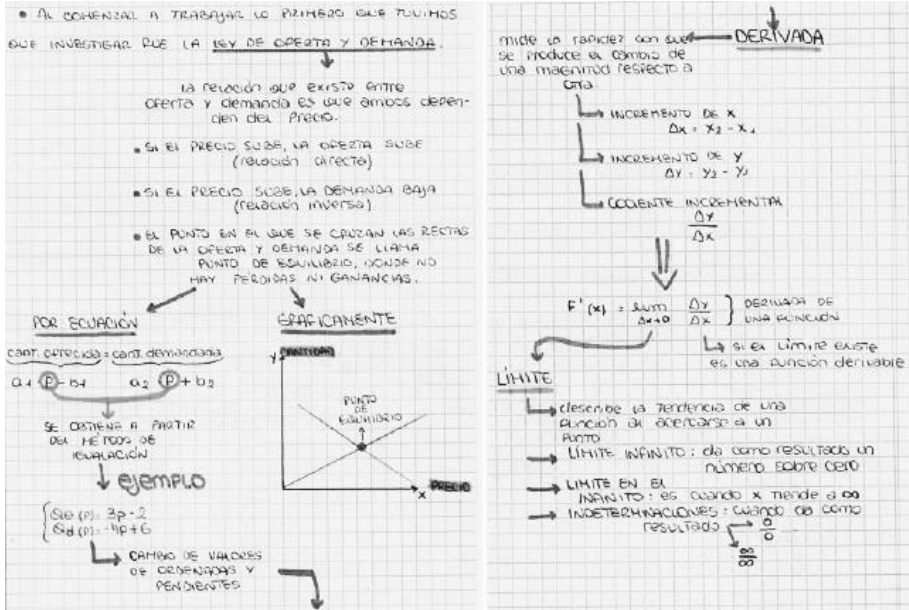 • AL COMENZAR A TRABAJAR LO PRIMERO QUE TUVIMOS
QUE INVESTIGAR FUE LA LEY DE OFERTA Y DEMANDA.
la relación que existe entre
oferta y demanda es que ambos depen-
den del precio.
• SI EL PRECIO SUBE, LA OFERTA SUBE
(relación directa)
• SI EL PRECIO SUBE, LA DEMANDA BAJA
(relación inversa)
• EL PUNTO EN EL QUE SE CRUZAN LAS RECTAS
DE LA OFERTA Y DEMANDA SE LLAMA
PUNTO DE EQUILIBRIO, DONDE NO
HAY PÉRDIDAS NI GANANCIAS.
POR ECUACIÓN
cant. ofrecida = cant. demandada
a1 P - b1 a2 P + b2
SE OBTIENE A PARTIR
DEL MÉTODO DE
IGUALACIÓN
ejemplo
Qo (p): 3p - 2
Qd (p): -4p + 6
CAMBIO DE VALORES
DE ORDENADAS Y
PENDIENTES
GRAFICAMENTE
Y CANTIDAD
PUNTO
DE
EQUILIBRIO
PRECIO
X
DERIVADA
mide la rapidez con que
se produce el cambio de
una magnitud respecto a
otra
INCREMENTO DE X
Δx = x2 - x1
INCREMENTO DE Y
Δy = y2 - y1
COCIENTE INCREMENTAL
Δy
Δx
F'(x) = lim Δy
Δx→0 Δx
DERIVADA DE
UNA FUNCIÓN
si el límite existe
es una función derivable
LÍMITE
describe la tendencia de una
función al acercarse a un
punto
LÍMITE INFINITO: da como resultado un
número sobre cero
LIMITE EN EL
INFINITO: es cuando x tiende a ∞
INDETERMINACIONES: cuando da como
resultado 0
0
∞
∞